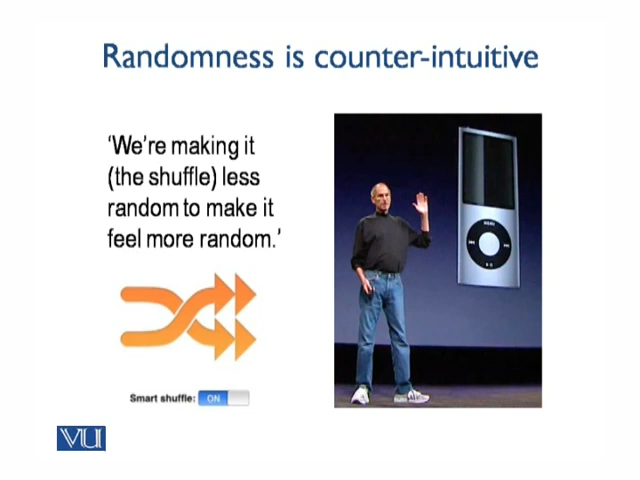 Randomness is counter-intuitive
‘We’re making it
(the shuffle) less
random to make it
feel more random.’
Smart shuffle: ON
VU
MENU